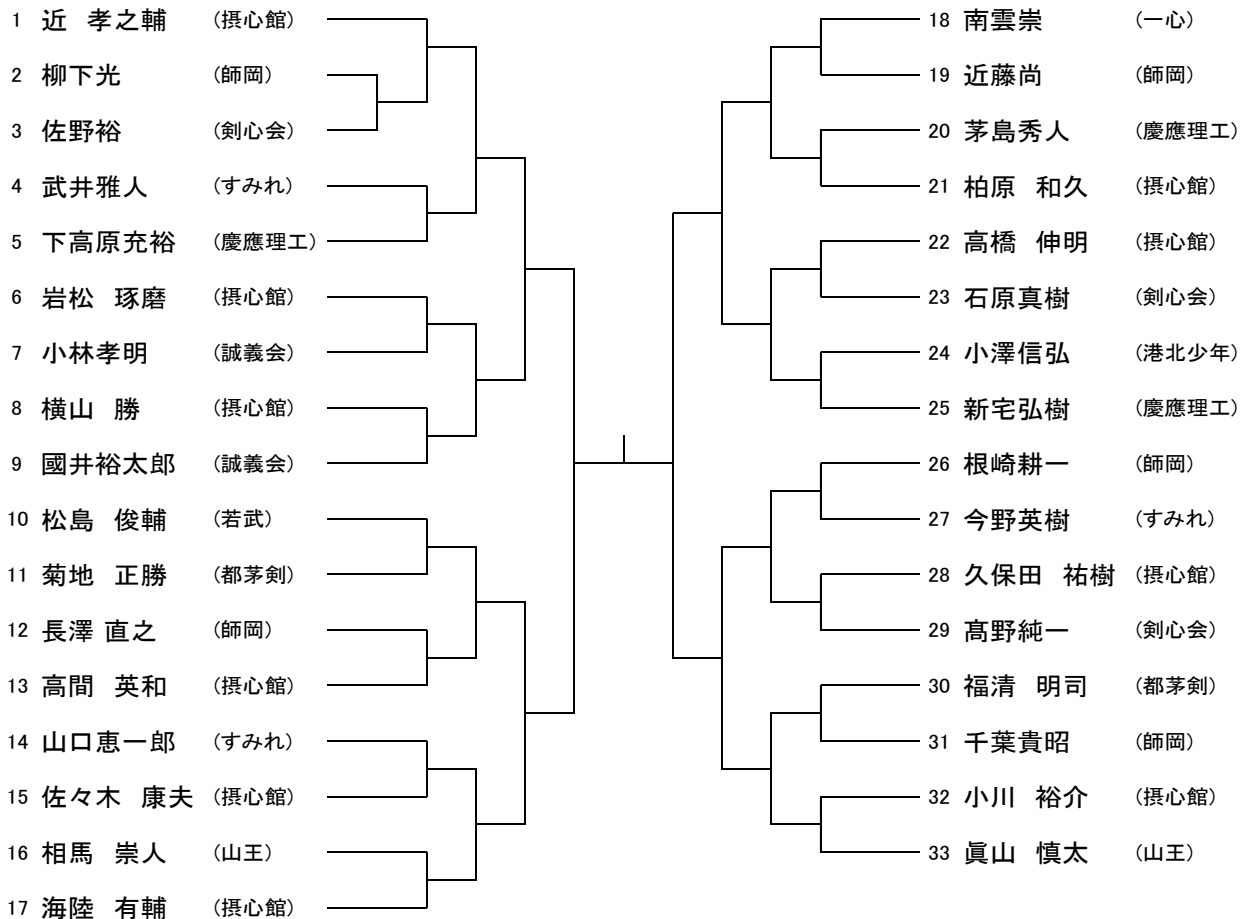 1 近　孝之輔 (摂心館)
2 柳下光 (師岡)
3 佐野裕 (剣心会)
4 武井雅人 (すみれ)
5 下高原充裕 (慶應理工)
6 岩松　琢磨 (摂心館)
7 小林孝明 (誠義会)
8 横山　勝 (摂心館)
9 國井裕太郎 (誠義会)
10 松島　俊輔 (若武)
11 菊地　正勝 (都茅剣)
12 長澤 直之 (師岡)
13 高間　英和 (摂心館)
14 山口恵一郎 (すみれ)
15 佐々木　康夫 (摂心館)
16 相馬　崇人 (山王)
17 海陸　有輔 (摂心館)
18 南雲崇 (一心)
19 近藤尚 (師岡)
20 茅島秀人 (慶應理工)
21 柏原　和久 (摂心館)
22 高橋　伸明 (摂心館)
23 石原真樹 (剣心会)
24 小澤信弘 (港北少年)
25 新宅弘樹 (慶應理工)
26 根崎耕一 (師岡)
27 今野英樹 (すみれ)
28 久保田　祐樹 (摂心館)
29 髙野純一 (剣心会)
30 福清　明司 (都茅剣)
31 千葉貴昭 (師岡)
32 小川　裕介 (摂心館)
33 眞山　慎太 (山王)